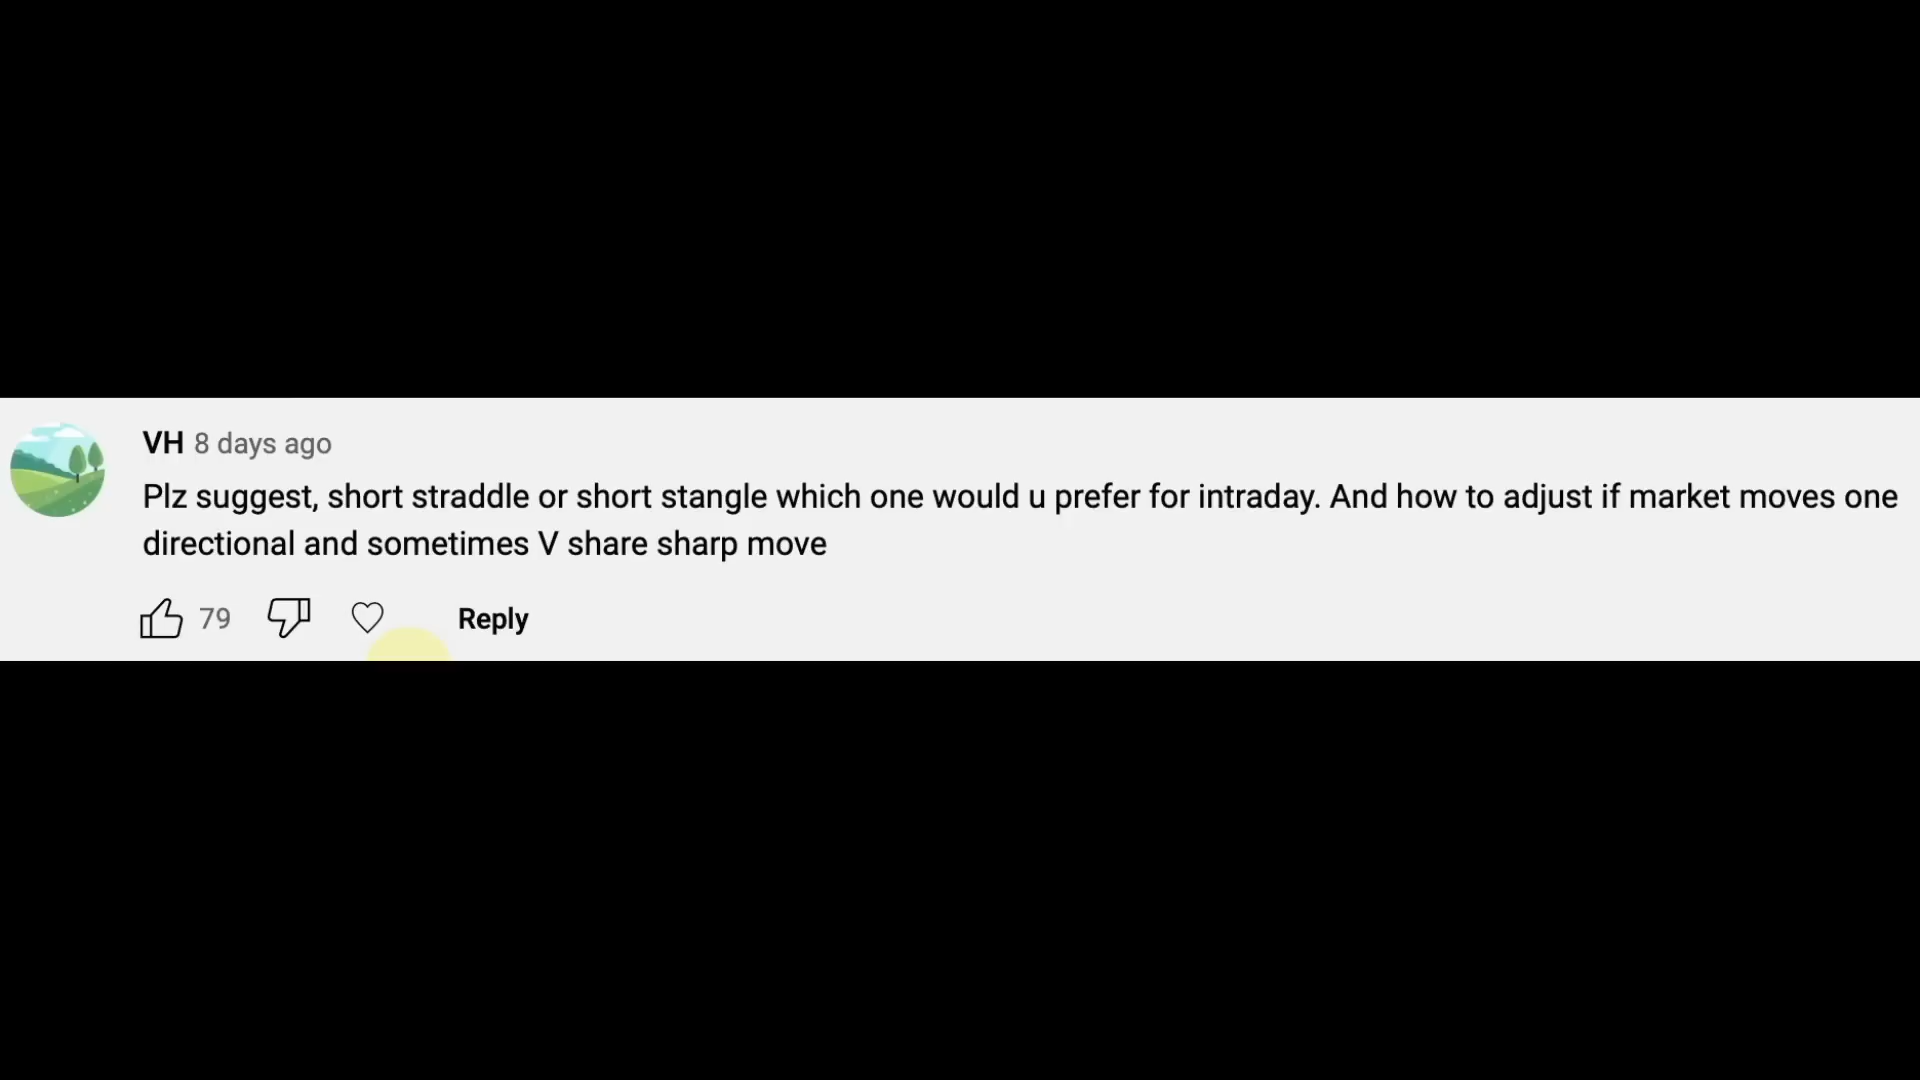 VH 8 days ago
Plz suggest, short straddle or short stangle which one would u prefer for intraday. And how to adjust if market moves one
directional and sometimes V share sharp move
79 Reply